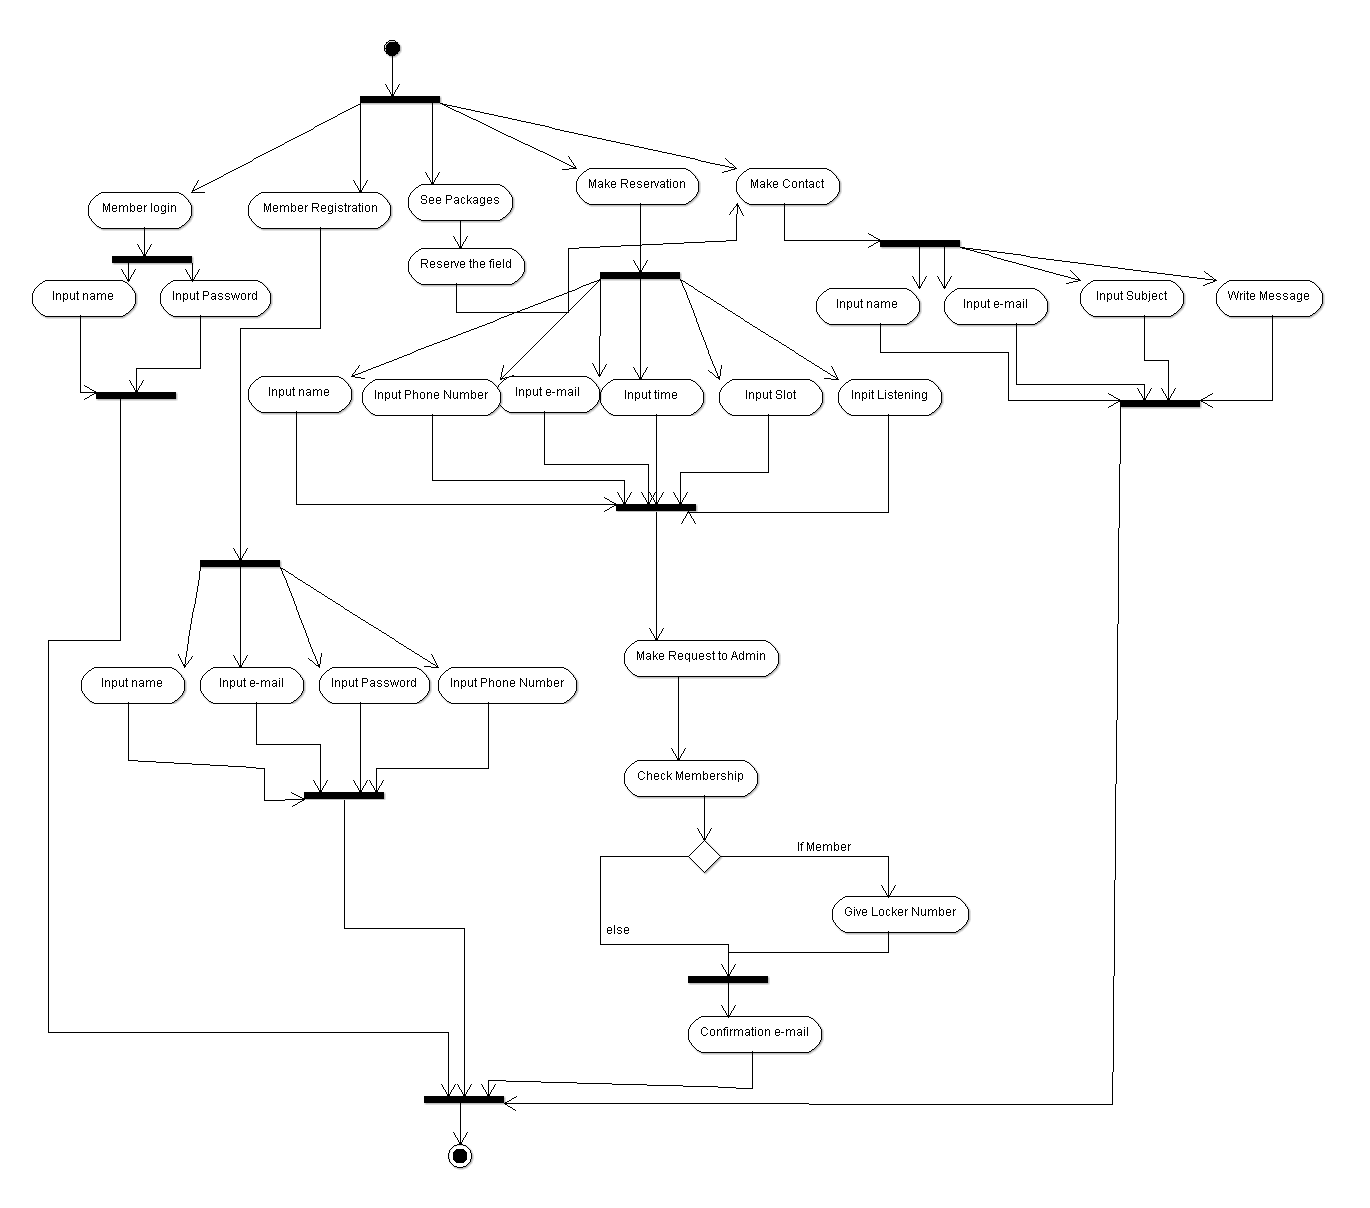 Make Reservation
Make Contact
Member login
Member Registration
See Packages
Reserve the field
Input name
Input Password
Input name
Input e-mail
Input Subject
Write Message
Input name
Input Phone Number
Input e-mail
Input time
Input Slot
Inpit Listening
Make Request to Admin
Input name
Input e-mail
Input Password
Input Phone Number
Check Membership
If Member
Give Locker Number
else
Confirmation e-mail